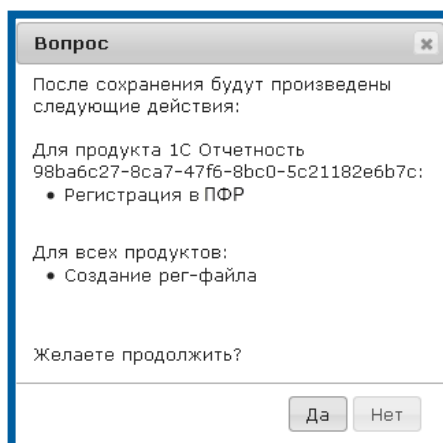 Вопрос
После сохранения будут произведены
следующие действия:
Для продукта 1С Отчетность
98ba6c27-8ca7-47f6-8bc0-5c21182e6b7c:
• Регистрация в ПФР
Для всех продуктов:
• Создание рег-файла
Желаете продолжить?
Да
Нет